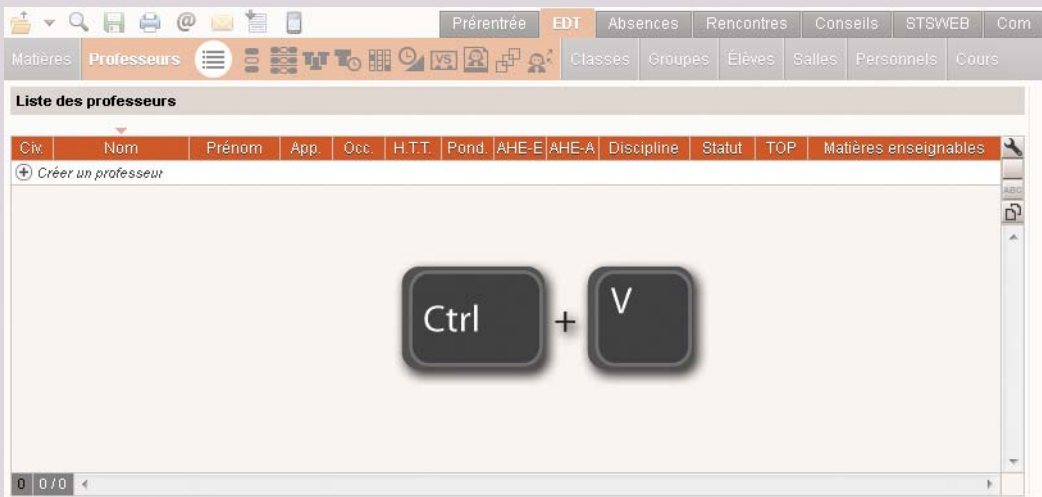 @ Prérentrée EDT Absences Rencontres Conseils STSWEB Com
Matières Professeurs VS Classes Groupes Élèves Salles Personnels Cours
Liste des professeurs
Civ. Nom Prénom App. Occ. H.T.T. Pond. AHE-E AHE-A Discipline Statut TOP Matières enseignables
Créer un professeur
ABC
Ctrl + V
0 0/0